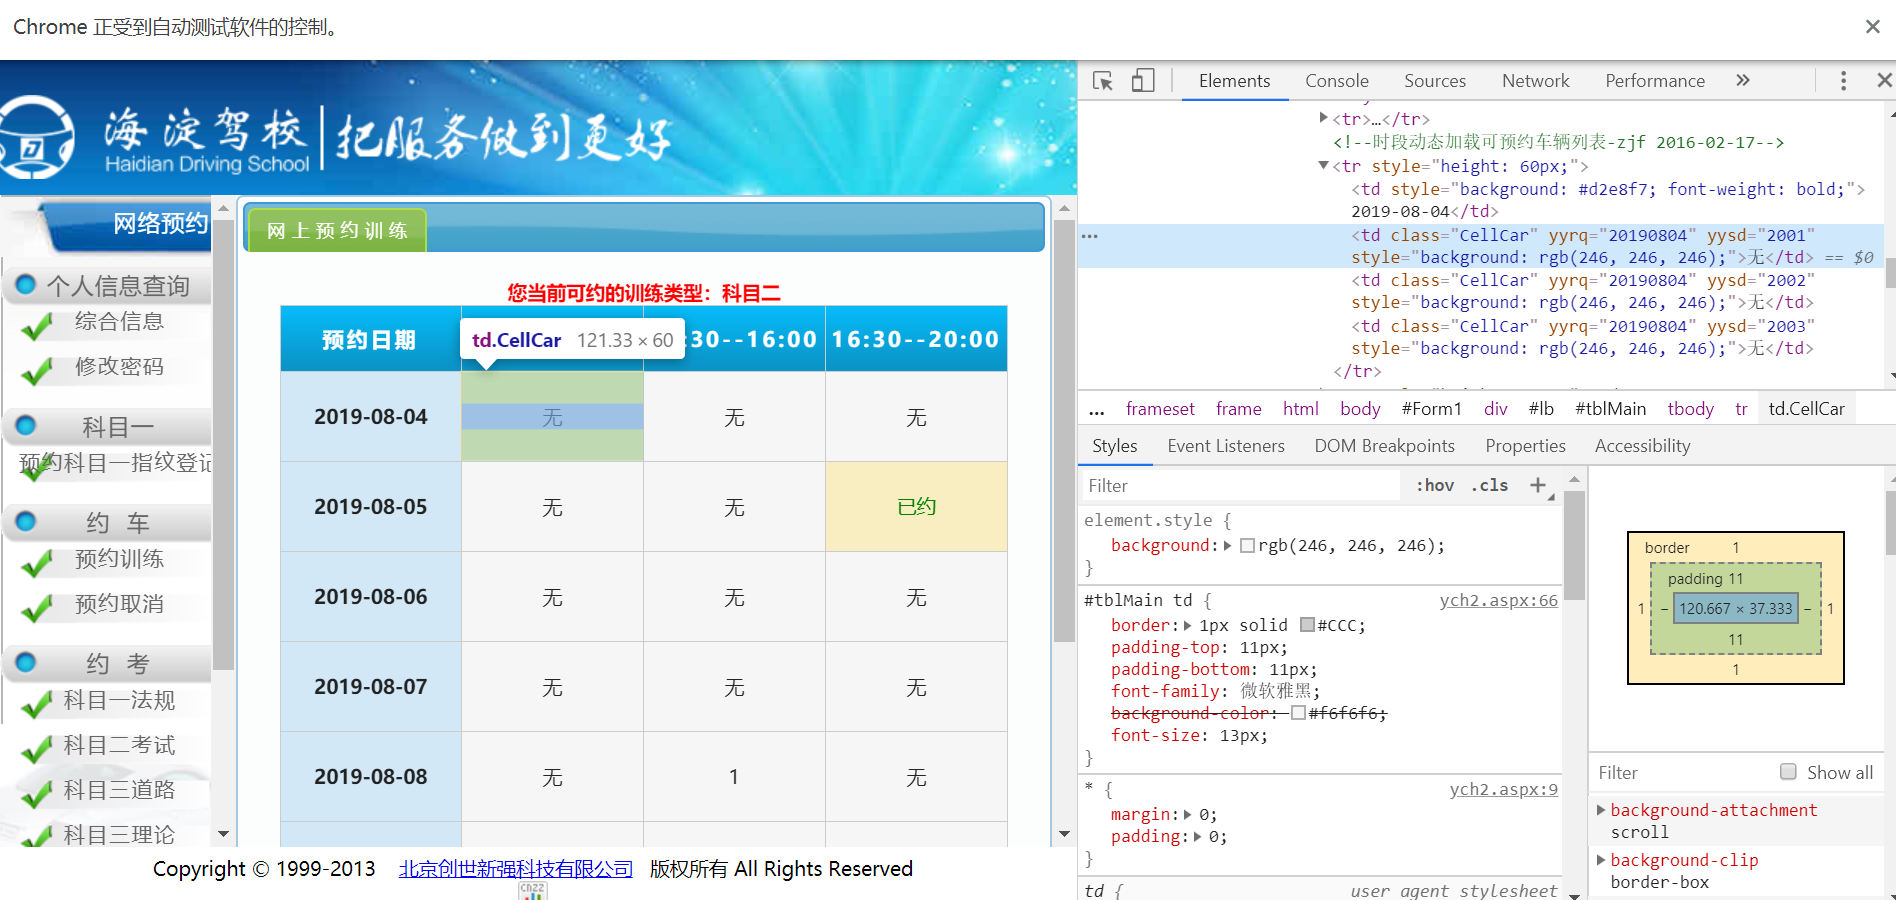 Chrome 正受到自动测试软件的控制。
海淀驾校
Haidian Driving School
把服务做到更好
网络预约
个人信息查询
综合信息
修改密码
科目一
预约科目一指纹登记
约 车
预约训练
预约取消
约 考
科目一法规
科目二考试
科目三道路
科目三理论
网上预约训练
您当前可约的训练类型：科目二
预约日期
:30--16:00
16:30--20:00
td.CellCar 121.33 × 60
2019-08-04 无 无 无
2019-08-05 无 无 已约
2019-08-06 无 无 无
2019-08-07 无 无 无
2019-08-08 无 1 无
Copyright © 1999-2013 北京创世新强科技有限公司 版权所有 All Rights Reserved
CNZZ
Elements Console Sources Network Performance »
<tr>…</tr>
<!--时段动态加载可预约车辆列表-zjf 2016-02-17-->
<tr style="height: 60px;">
<td style="background: #d2e8f7; font-weight: bold;">
2019-08-04</td>
<td class="CellCar" yyrq="20190804" yysd="2001"
style="background: rgb(246, 246, 246);">无</td> == $0
<td class="CellCar" yyrq="20190804" yysd="2002"
style="background: rgb(246, 246, 246);">无</td>
<td class="CellCar" yyrq="20190804" yysd="2003"
style="background: rgb(246, 246, 246);">无</td>
</tr>
... frameset frame html body #Form1 div #lb #tblMain tbody tr td.CellCar
Styles Event Listeners DOM Breakpoints Properties Accessibility
Filter :hov .cls +
element.style {
background: rgb(246, 246, 246);
}
#tblMain td { ych2.aspx:66
border: 1px solid #CCC;
padding-top: 11px;
padding-bottom: 11px;
font-family: 微软雅黑;
background-color: #f6f6f6;
font-size: 13px;
}
* { ych2.aspx:9
margin: 0;
padding: 0;
}
td { user agent stylesheet
border 1
padding 11
1 – 120.667 × 37.333 – 1
11
1
Filter Show all
background-attachment
scroll
background-clip
border-box